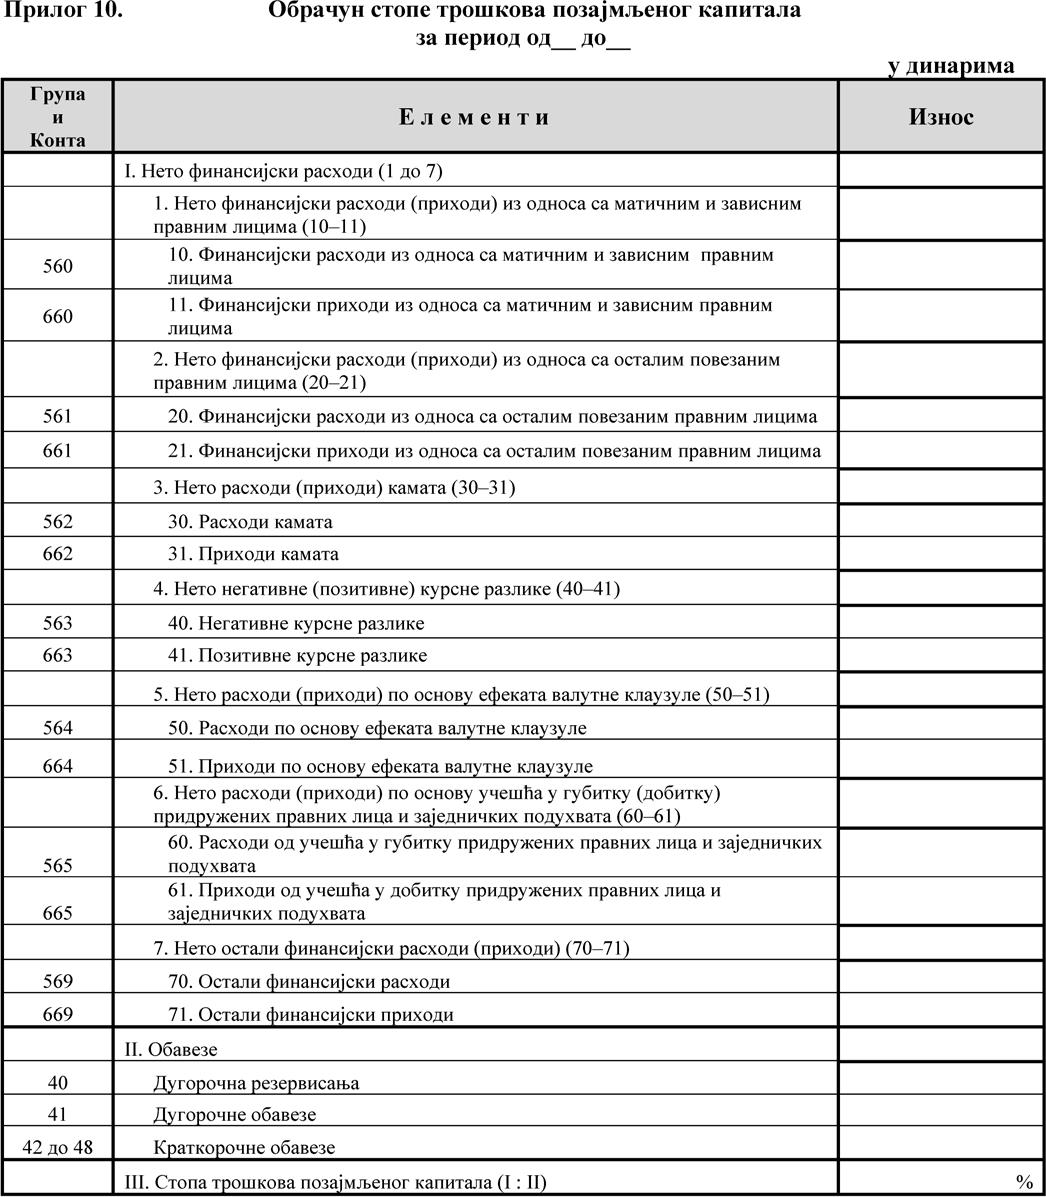 Прилог 10. Обрачун стопе трошкова позајмљеног капитала
за период од__ до__
у динарима
Група
и
Конта
Е л е м е н т и
Износ
I. Нето финансијски расходи (1 до 7)
1. Нето финансијски расходи (приходи) из односа са матичним и зависним
правним лицима (10–11)
560
10. Финансијски расходи из односа са матичним и зависним правним
лицима
660
11. Финансијски приходи из односа са матичним и зависним правним
лицима
2. Нето финансијски расходи (приходи) из односа са осталим повезаним
правним лицима (20–21)
561 20. Финансијски расходи из односа са осталим повезаним правним лицима
661 21. Финансијски приходи из односа са осталим повезаним правним лицима
3. Нето расходи (приходи) камата (30–31)
562 30. Расходи камата
662 31. Приходи камата
4. Нето негативне (позитивне) курсне разлике (40–41)
563 40. Негативне курсне разлике
663 41. Позитивне курсне разлике
5. Нето расходи (приходи) по основу ефеката валутне клаузуле (50–51)
564 50. Расходи по основу ефеката валутне клаузуле
664 51. Приходи по основу ефеката валутне клаузуле
6. Нето расходи (приходи) по основу учешћа у губитку (добитку)
придружених правних лица и заједничких подухвата (60–61)
565
60. Расходи од учешћа у губитку придружених правних лица и заједничких
подухвата
665
61. Приходи од учешћа у добитку придружених правних лица и
заједничких подухвата
7. Нето остали финансијски расходи (приходи) (70–71)
569 70. Остали финансијски расходи
669 71. Остали финансијски приходи
II. Обавезе
40 Дугорочна резервисања
41 Дугорочне обавезе
42 до 48 Краткорочне обавезе
III. Стопа трошкова позајмљеног капитала (I : II) %